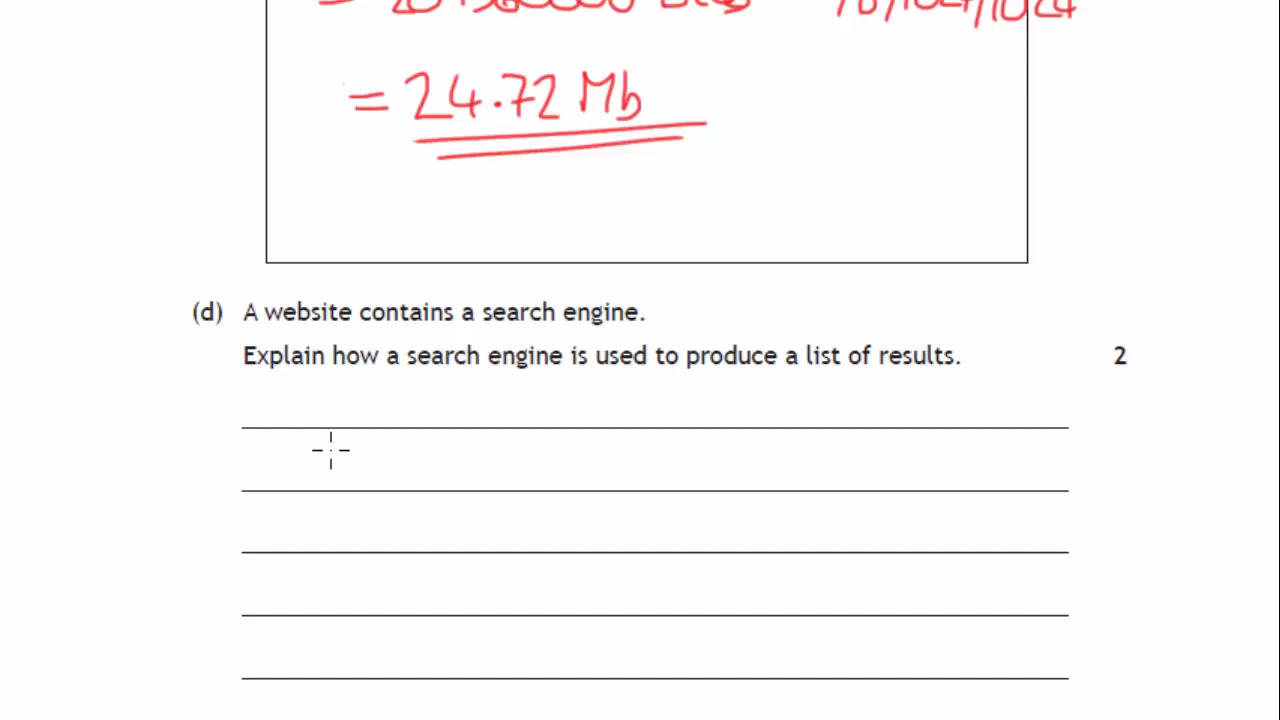 = 24.72 Mb
(d) A website contains a search engine.
Explain how a search engine is used to produce a list of results. 2